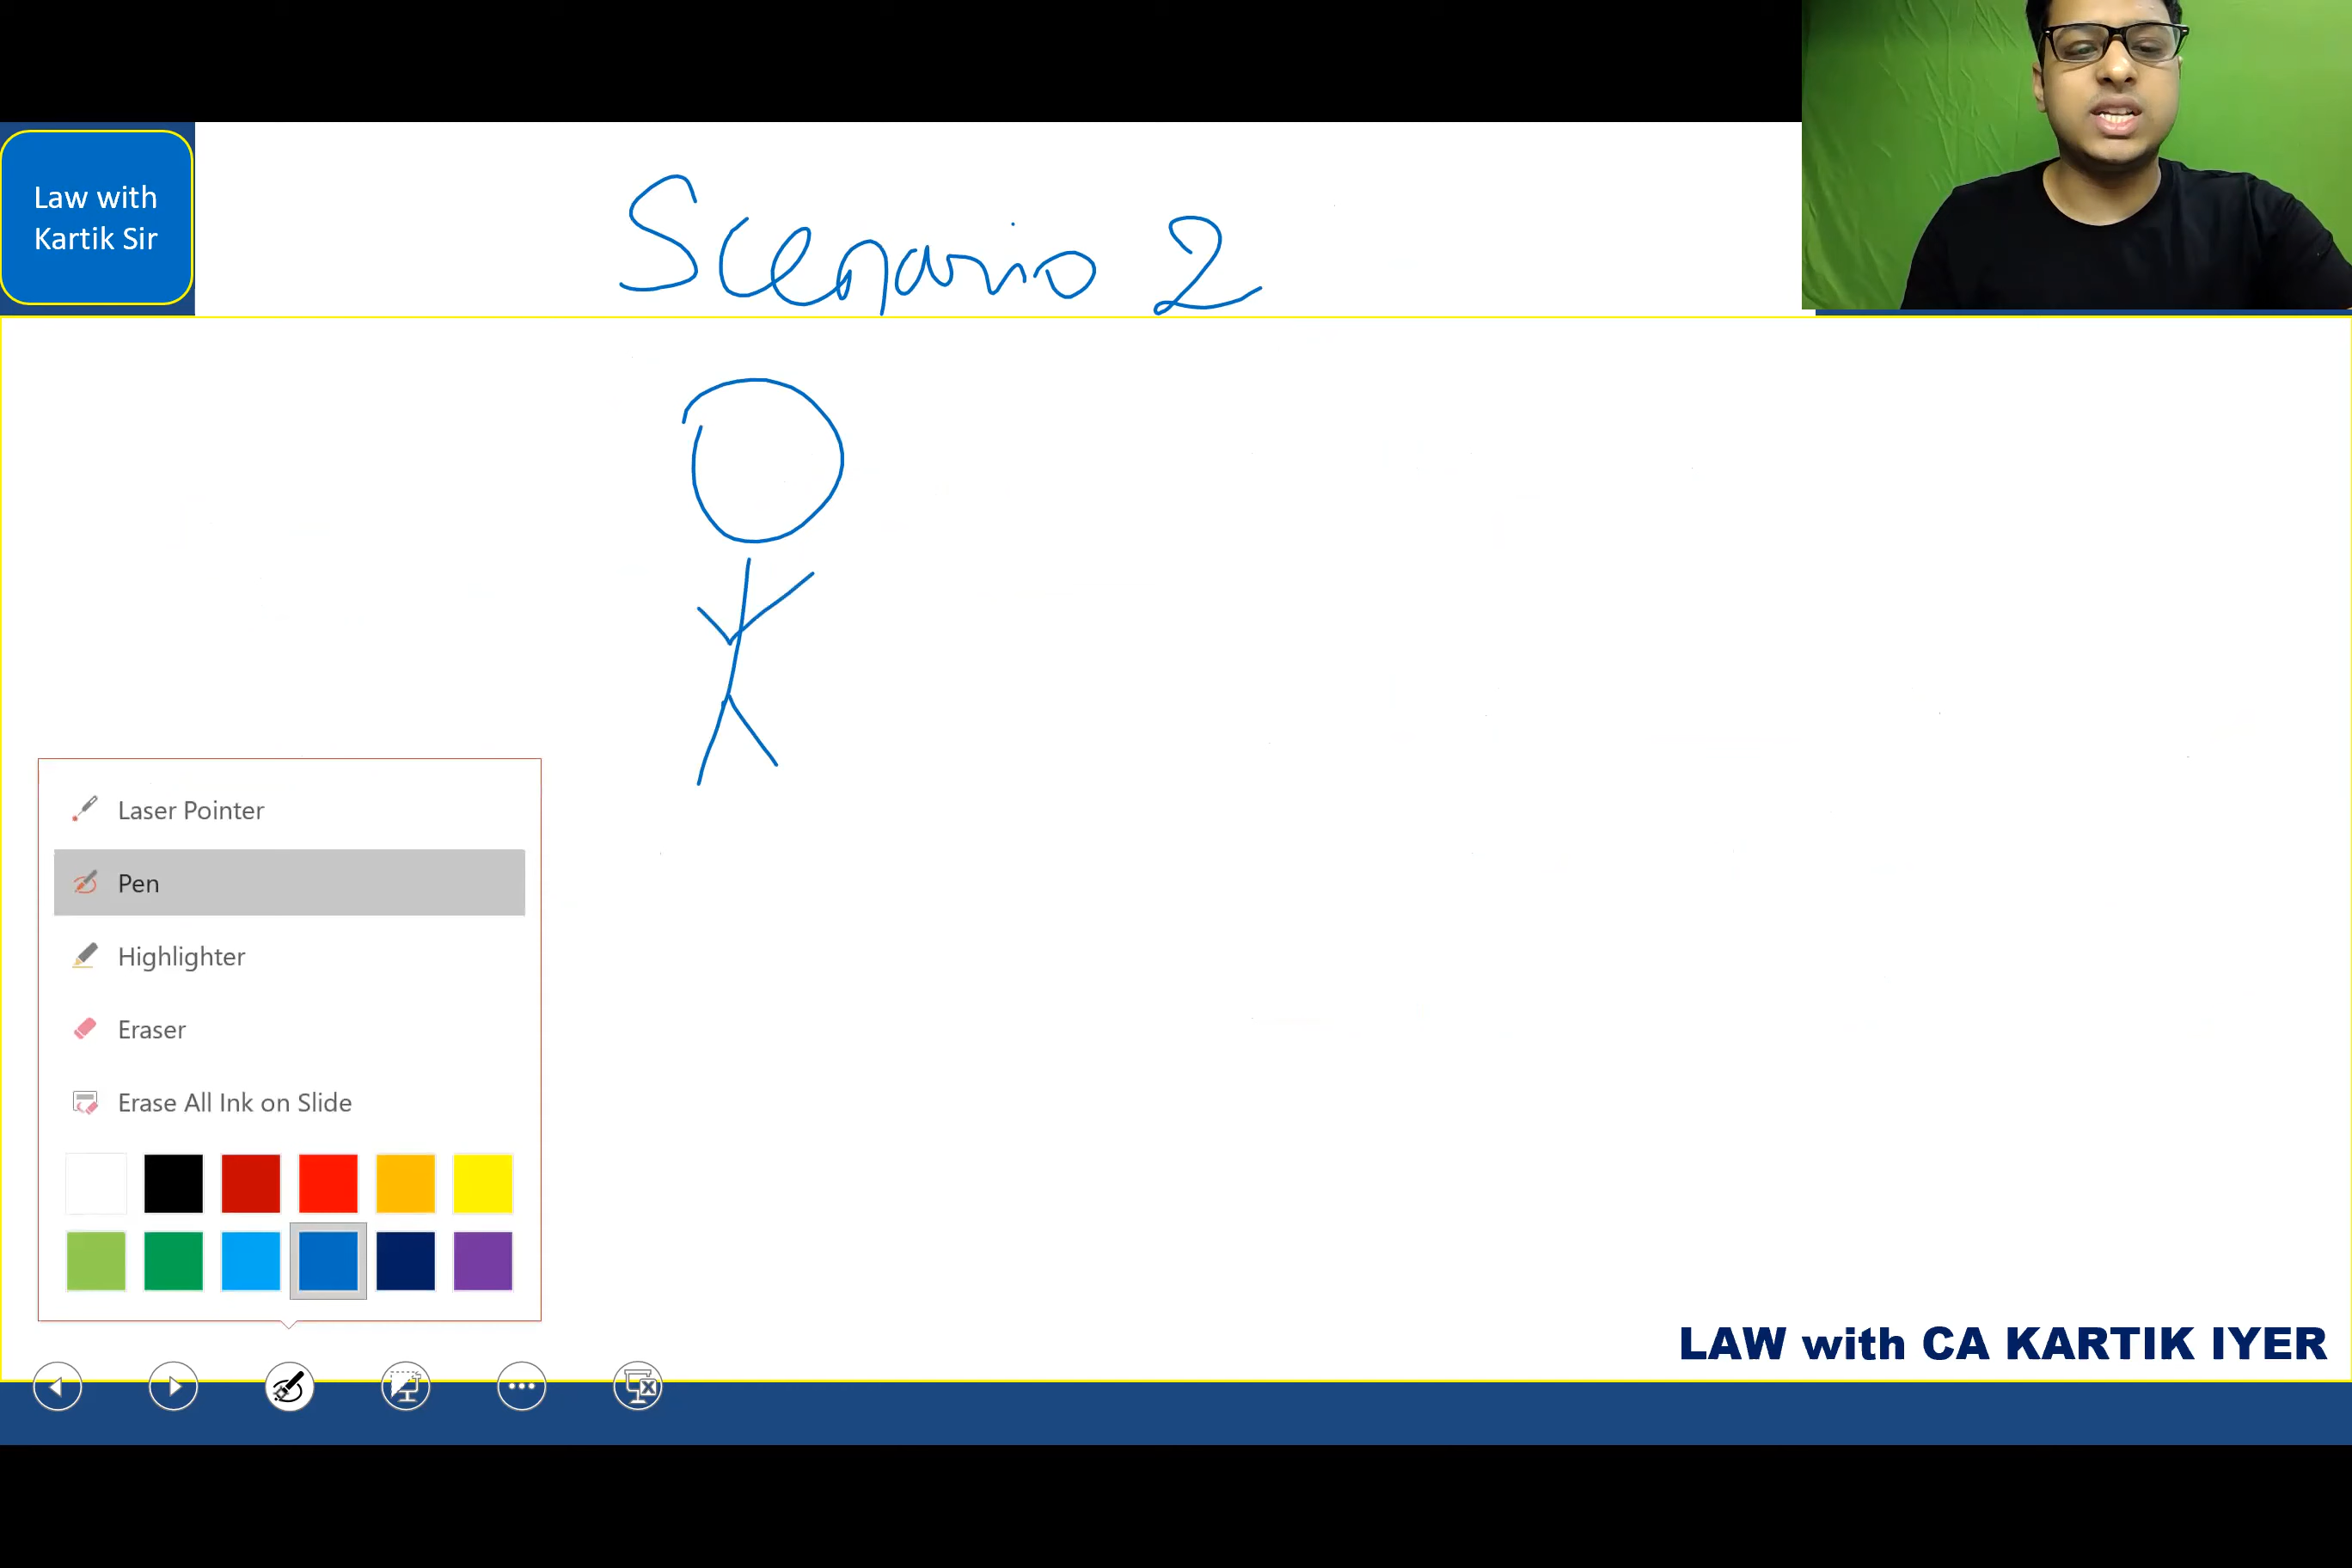 Law with
Kartik Sir
Scenario 2
Laser Pointer
Pen
Highlighter
Eraser
Erase All Ink on Slide
LAW with CA KARTIK IYER